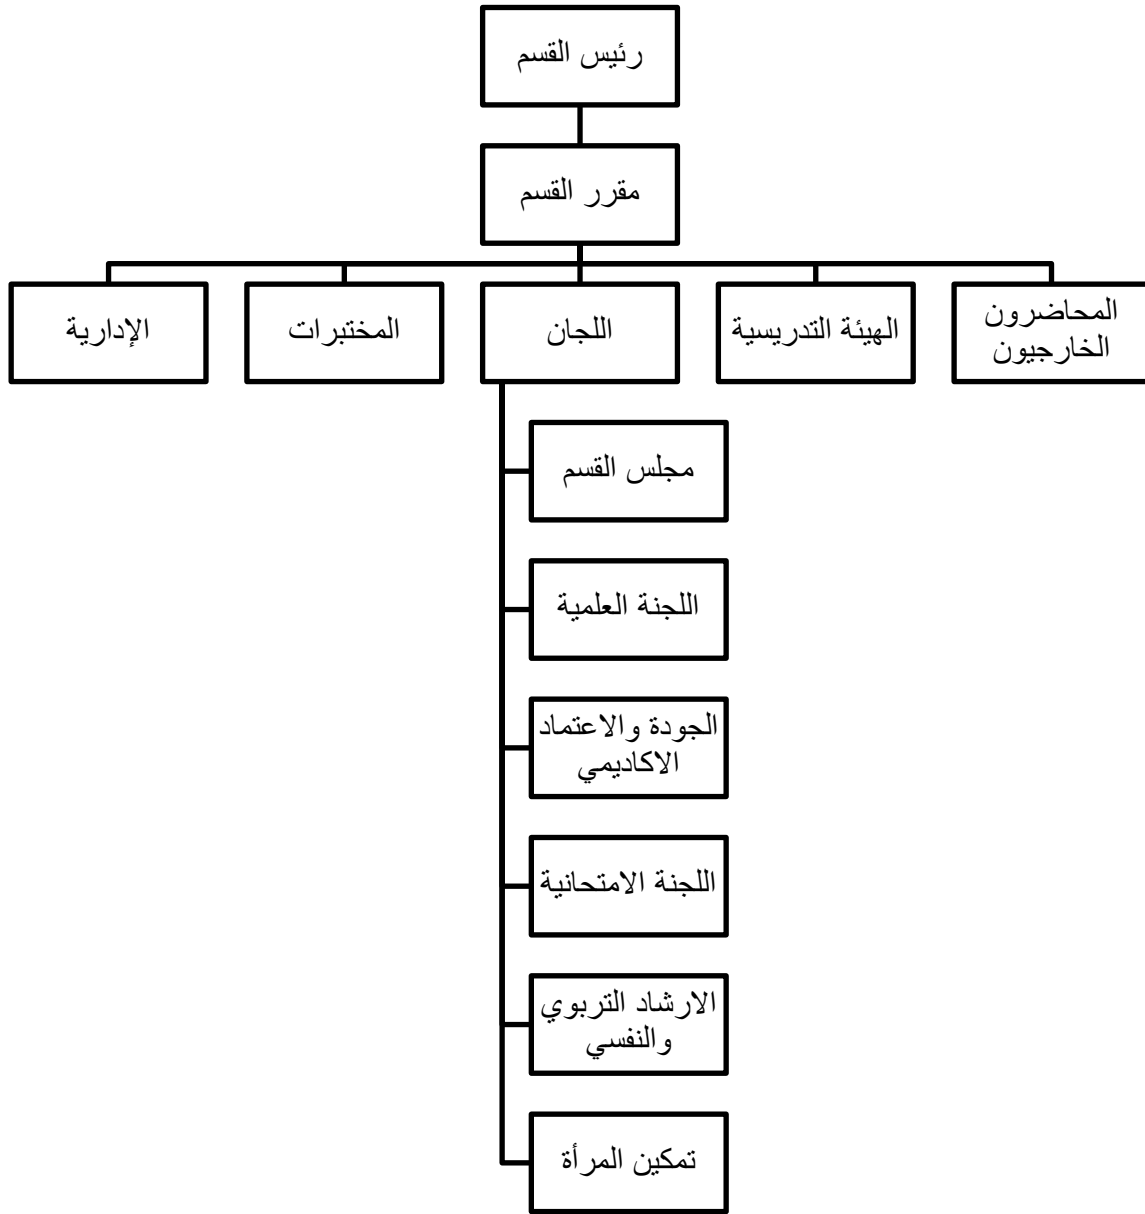 رئيس القسم
مقرر القسم
المحاضرون
الخارجيون
الهيئة التدريسية
اللجان
المختبرات
الإدارية
مجلس القسم
اللجنة العلمية
الجودة والاعتماد
الاكاديمي
اللجنة الامتحانية
الارشاد التربوي
والنفسي
تمكين المرأة